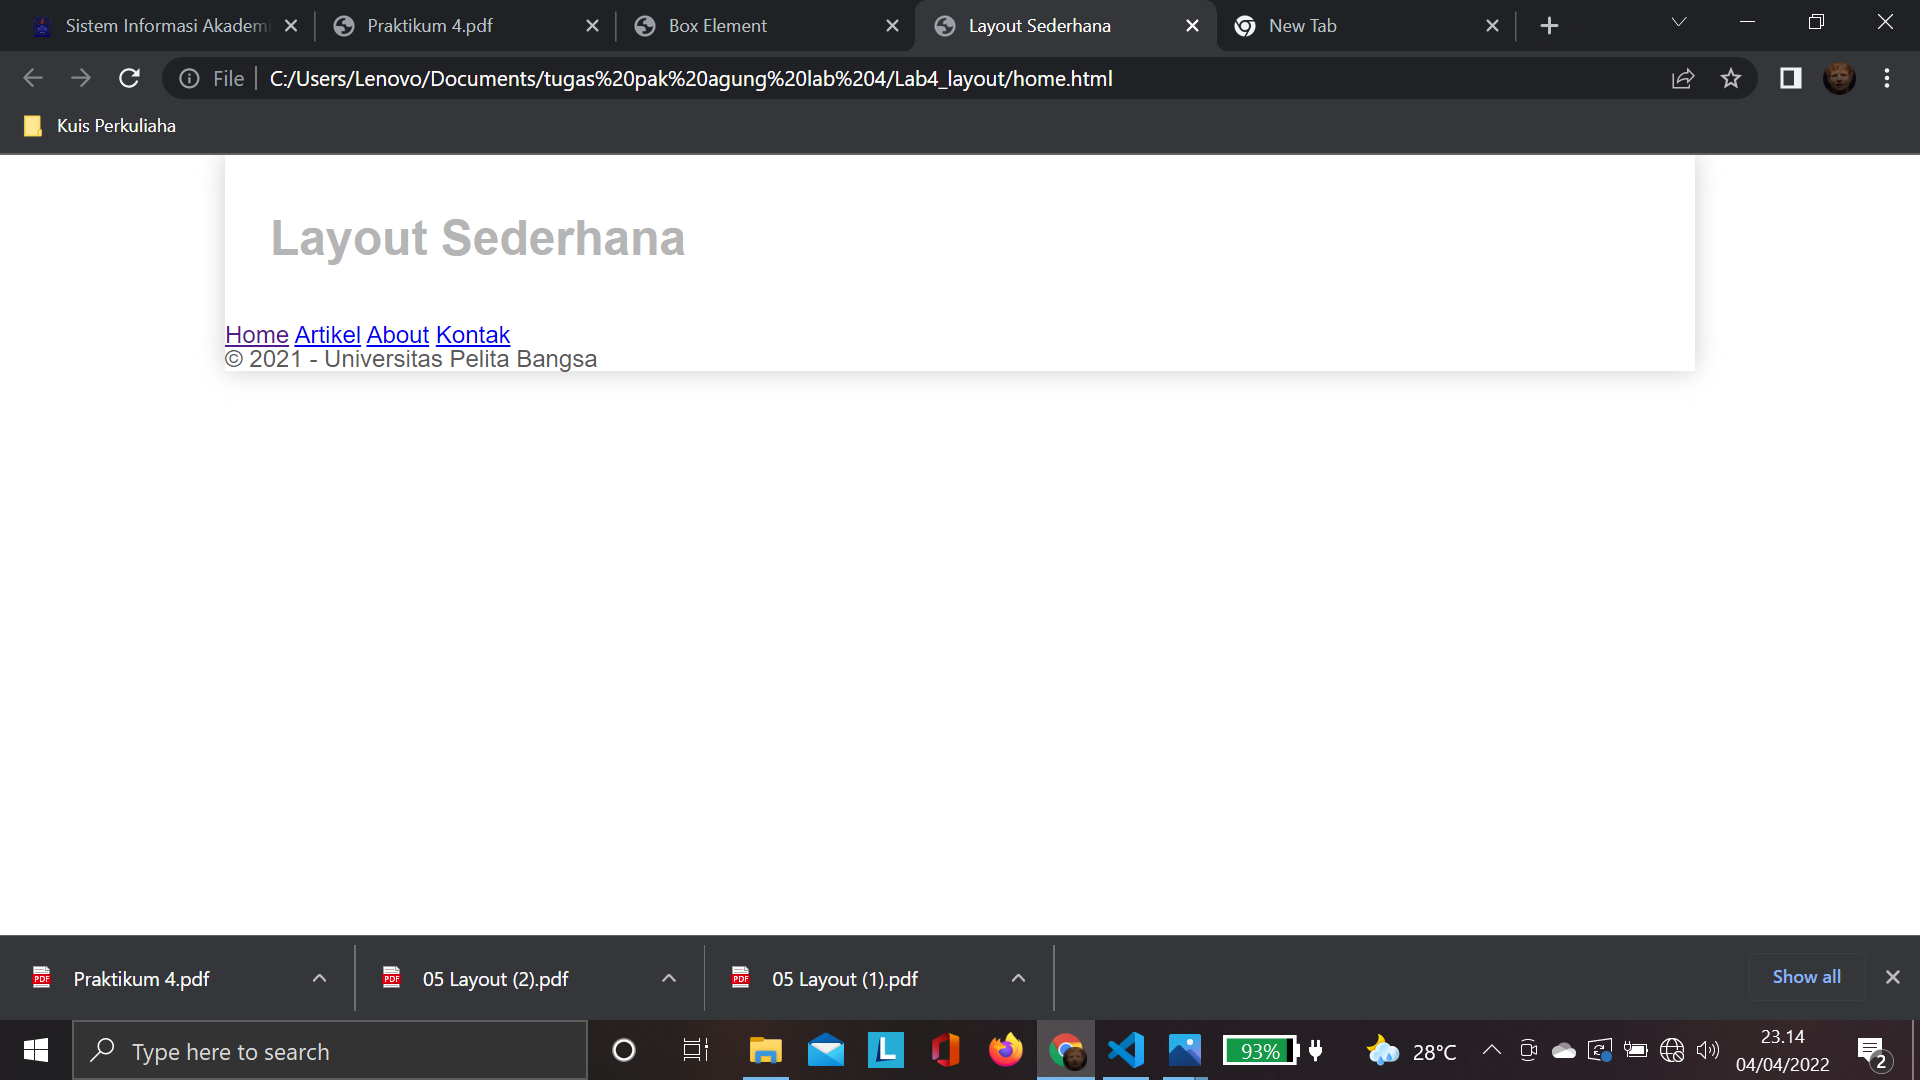 Sistem Informasi Akademi
Praktikum 4.pdf
Box Element
Layout Sederhana
New Tab
File
C:/Users/Lenovo/Documents/tugas%20pak%20agung%20lab%204/Lab4_layout/home.html
Kuis Perkuliaha
Layout Sederhana
Home Artikel About Kontak
© 2021 - Universitas Pelita Bangsa
Praktikum 4.pdf
05 Layout (2).pdf
05 Layout (1).pdf
Show all
Type here to search
93%
28°C
23.14
04/04/2022
2